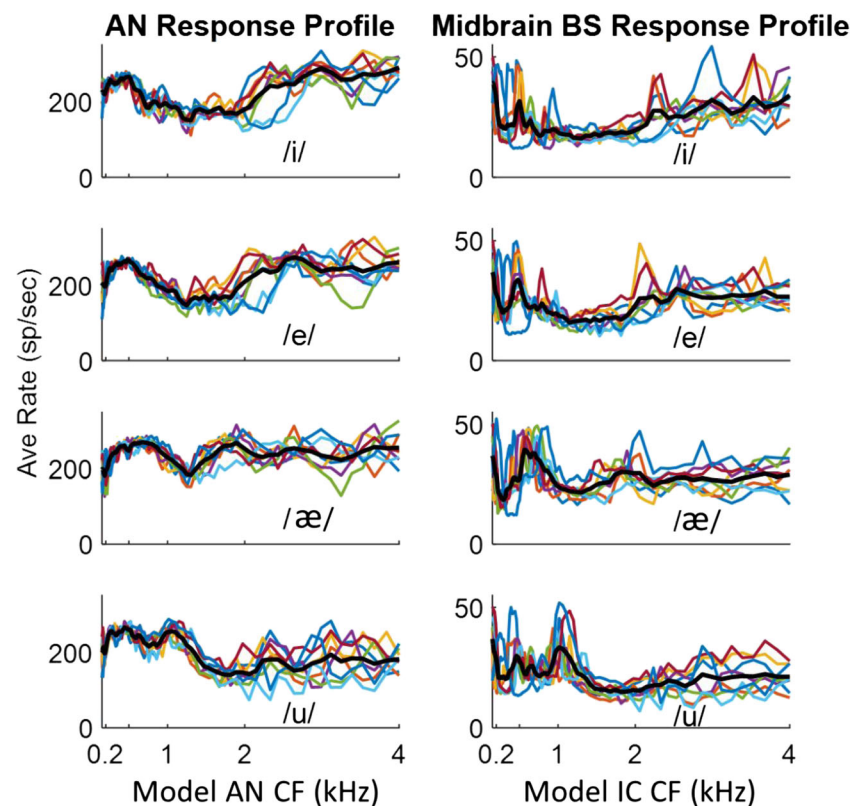 AN Response Profile
Midbrain BS Response Profile
Ave Rate (sp/sec)
200
0
/i/
50
0
/i/
200
0
/e/
50
0
/e/
200
0
/æ/
50
0
/æ/
200
0
/u/
50
0
/u/
0.2 1 2 4
0.2 1 2 4
Model AN CF (kHz)
Model IC CF (kHz)